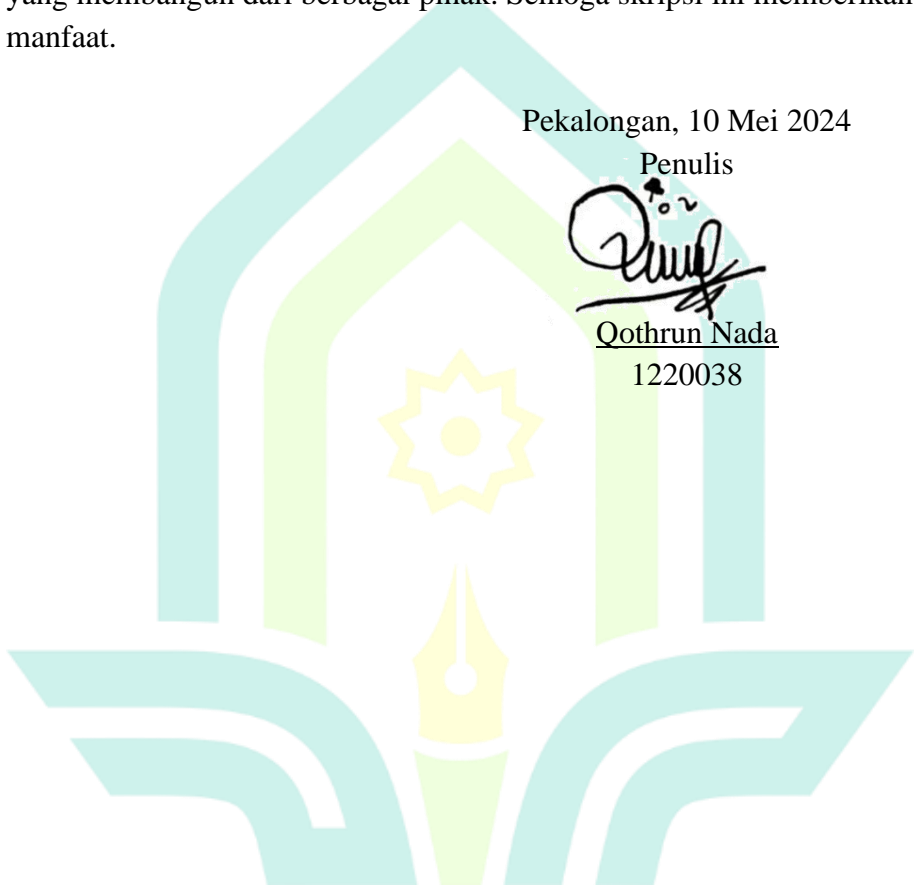 yang membangun dari berbagai pihak. Semoga skripsi ini memberikan
manfaat.
Pekalongan, 10 Mei 2024
Penulis
Qothrun Nada
1220038